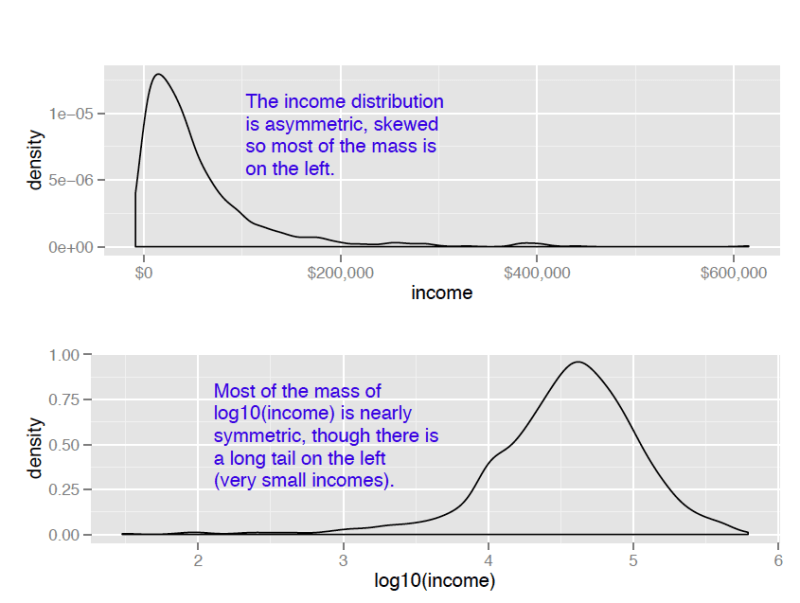 The income distribution
is asymmetric, skewed
so most of the mass is
on the left.
1e−05
5e−06
0e+00
density
$0 $200,000 $400,000 $600,000
income
Most of the mass of
log10(income) is nearly
symmetric, though there is
a long tail on the left
(very small incomes).
1.00
0.75
0.50
0.25
0.00
density
2 3 4 5 6
log10(income)